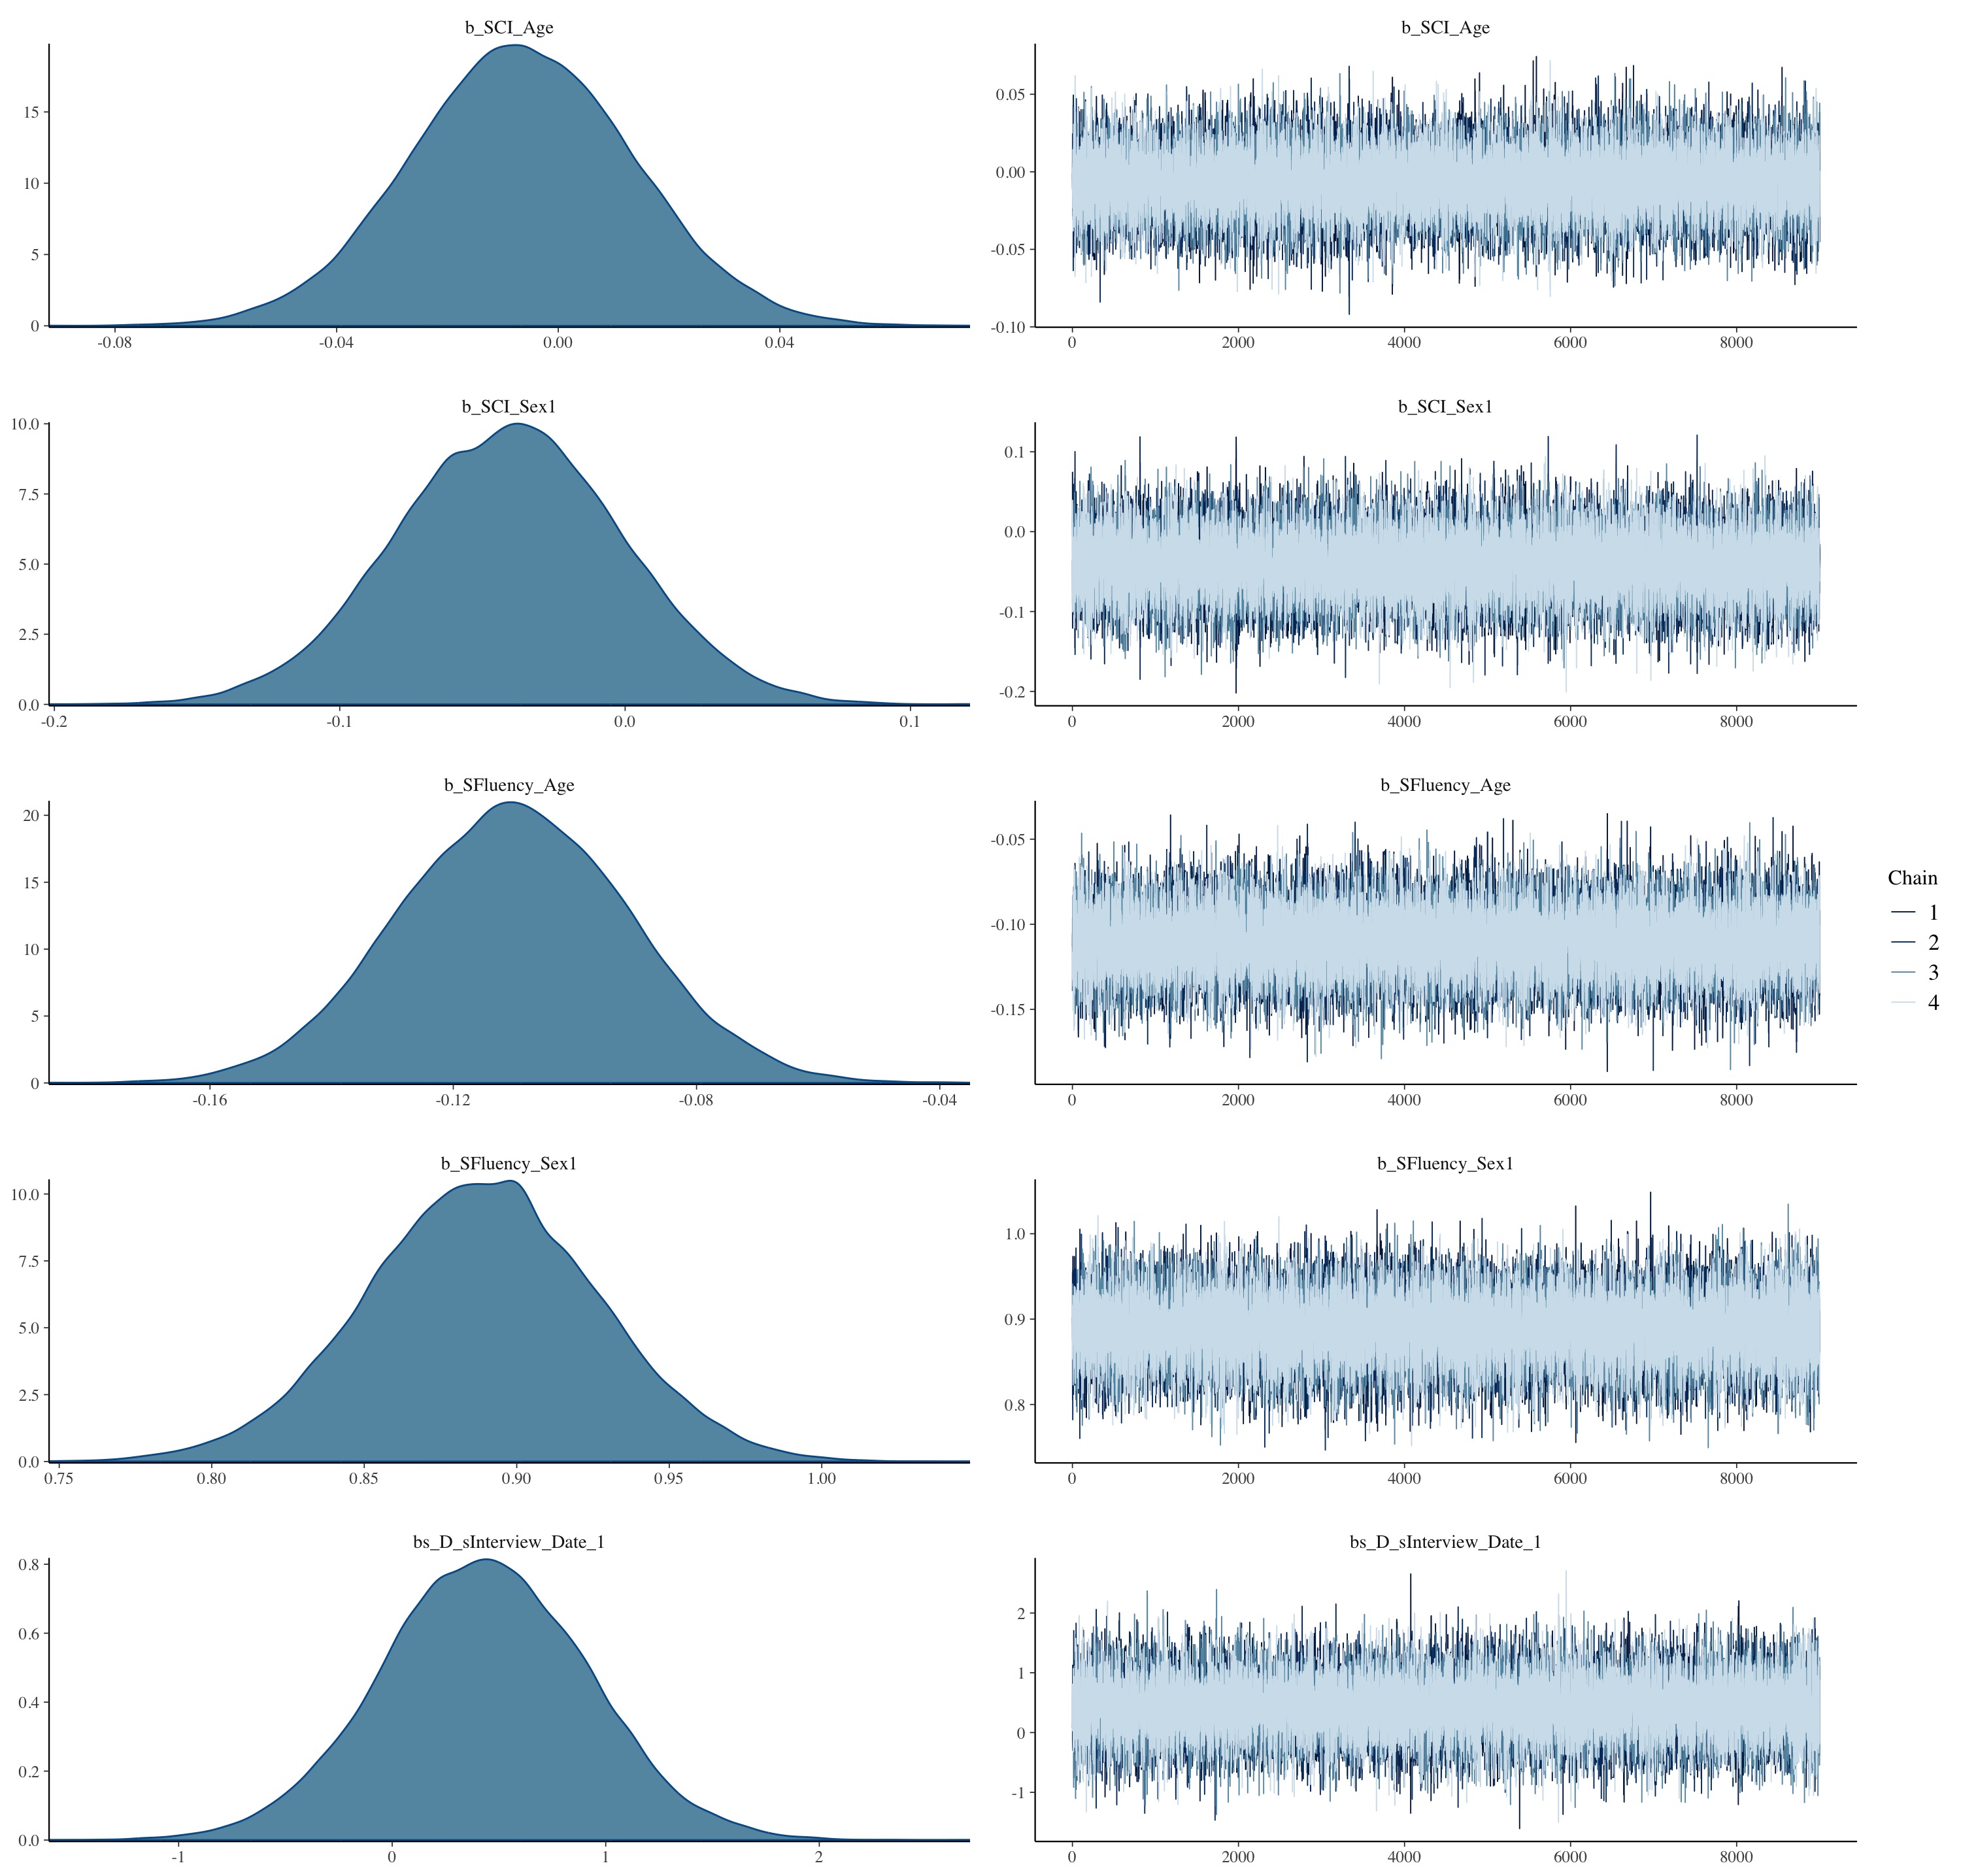 b_SCI_Age b_SCI_Age
15
10
5
0
-0.08 -0.04 0.00 0.04
0.05
0.00
-0.05
-0.10
0 2000 4000 6000 8000
b_SCI_Sex1 b_SCI_Sex1
10.0
7.5
5.0
2.5
0.0
-0.2 -0.1 0.0 0.1
0.1
0.0
-0.1
-0.2
0 2000 4000 6000 8000
b_SFluency_Age b_SFluency_Age
20
15
10
5
0
-0.16 -0.12 -0.08 -0.04
-0.05
-0.10
-0.15
0 2000 4000 6000 8000
Chain
1
2
3
4
b_SFluency_Sex1 b_SFluency_Sex1
10.0
7.5
5.0
2.5
0.0
0.75 0.80 0.85 0.90 0.95 1.00
1.0
0.9
0.8
0 2000 4000 6000 8000
bs_D_sInterview_Date_1 bs_D_sInterview_Date_1
0.8
0.6
0.4
0.2
0.0
-1 0 1 2
2
1
0
-1
0 2000 4000 6000 8000